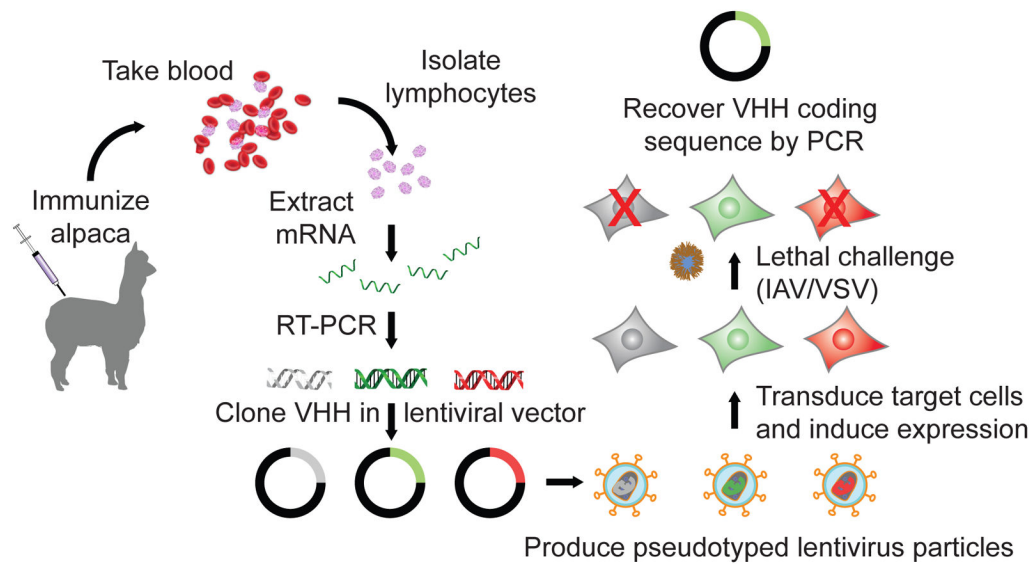 Take blood
Isolate
lymphocytes
Immunize
alpaca
Extract
mRNA
RT-PCR
Clone VHH in lentiviral vector
Produce pseudotyped lentivirus particles
Transduce target cells
and induce expression
Lethal challenge
(IAV/VSV)
X
X
Recover VHH coding
sequence by PCR